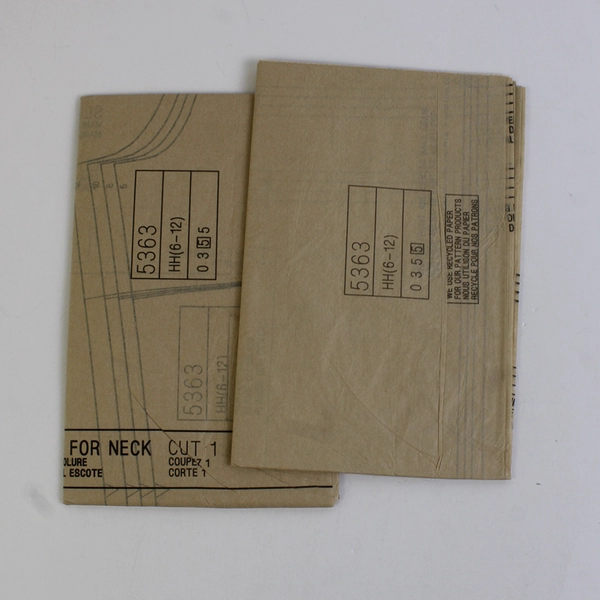 5363
HH(6-12)
0 3 5 5
5363
HH(6-12)
FOR NECK CUT 1
OLURE COUPEZ 1
L ESCOTE CORTE 1
5363
HH(6-12)
0 3 5 5
WE USE RECYCLED PAPER
FOR OUR PATTERN PRODUCTS
NOUS UTILISON DU PAPIER
RECYCLE POUR NOS PATRONS